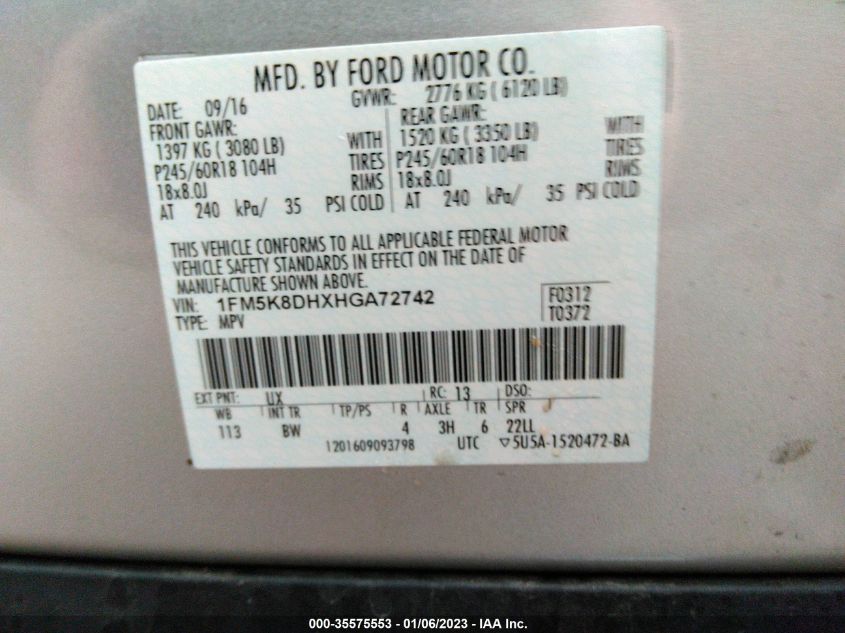 MFD. BY FORD MOTOR CO.
DATE: 09/16 GVWR: 2776 KG ( 6120 LB)
FRONT GAWR: REAR GAWR:
1397 KG ( 3080 LB) WITH 1520 KG ( 3350 LB) WITH
P245/60R18 104H TIRES P245/60R18 104H TIRES
18x8.0J RIMS 18x8.0J RIMS
AT 240 kPa/ 35 PSI COLD AT 240 kPa/ 35 PSI COLD
THIS VEHICLE CONFORMS TO ALL APPLICABLE FEDERAL MOTOR
VEHICLE SAFETY STANDARDS IN EFFECT ON THE DATE OF
MANUFACTURE SHOWN ABOVE.
VIN: 1FM5K8DHXHGA72742 F0312
TYPE: MPV T0372
EXT PNT: UX RC: 13 DSO:
WB INT TR TP/PS R AXLE TR SPR
113 BW 4 3H 6 22LL
1201609093798 UTC ▽5U5A-1520472-BA
000-35575553 | 01/06/2023 - IAA Inc.